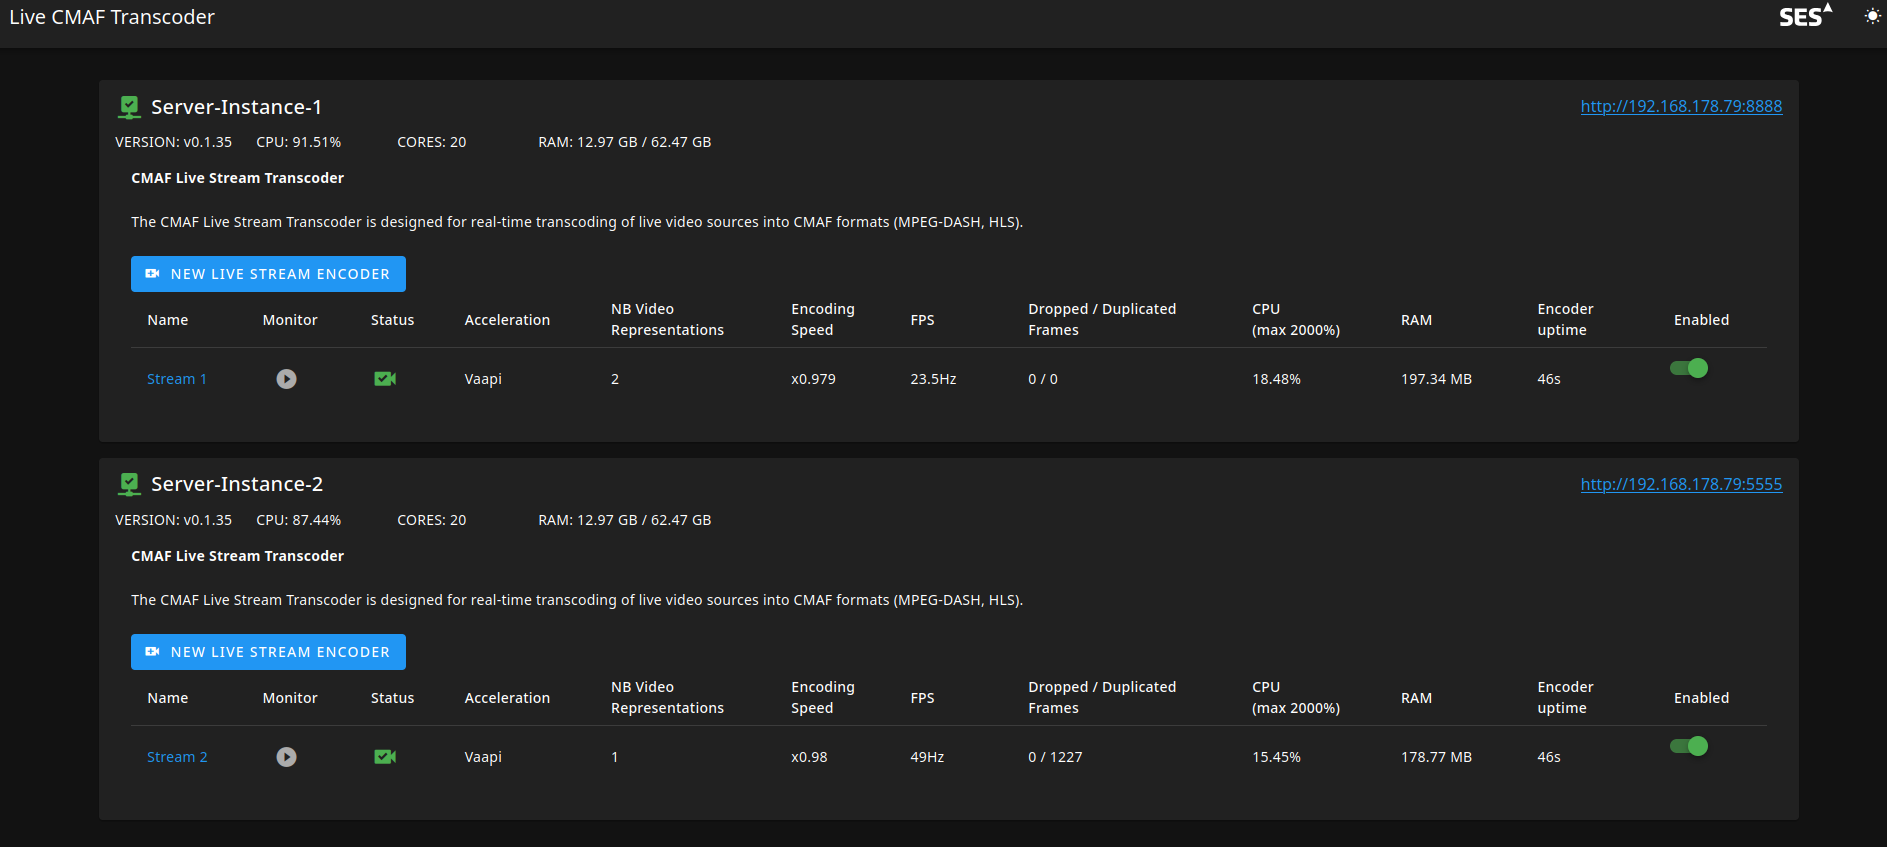 Live CMAF Transcoder
SES
Server-Instance-1
http://192.168.178.79:8888
VERSION: v0.1.35 CPU: 91.51% CORES: 20 RAM: 12.97 GB / 62.47 GB
CMAF Live Stream Transcoder
The CMAF Live Stream Transcoder is designed for real-time transcoding of live video sources into CMAF formats (MPEG-DASH, HLS).
NEW LIVE STREAM ENCODER
Name Monitor Status Acceleration NB Video Representations Encoding Speed FPS Dropped / Duplicated Frames CPU (max 2000%) RAM Encoder uptime Enabled
Stream 1 Vaapi 2 x0.979 23.5Hz 0 / 0 18.48% 197.34 MB 46s
Server-Instance-2
http://192.168.178.79:5555
VERSION: v0.1.35 CPU: 87.44% CORES: 20 RAM: 12.97 GB / 62.47 GB
CMAF Live Stream Transcoder
The CMAF Live Stream Transcoder is designed for real-time transcoding of live video sources into CMAF formats (MPEG-DASH, HLS).
NEW LIVE STREAM ENCODER
Name Monitor Status Acceleration NB Video Representations Encoding Speed FPS Dropped / Duplicated Frames CPU (max 2000%) RAM Encoder uptime Enabled
Stream 2 Vaapi 1 x0.98 49Hz 0 / 1227 15.45% 178.77 MB 46s